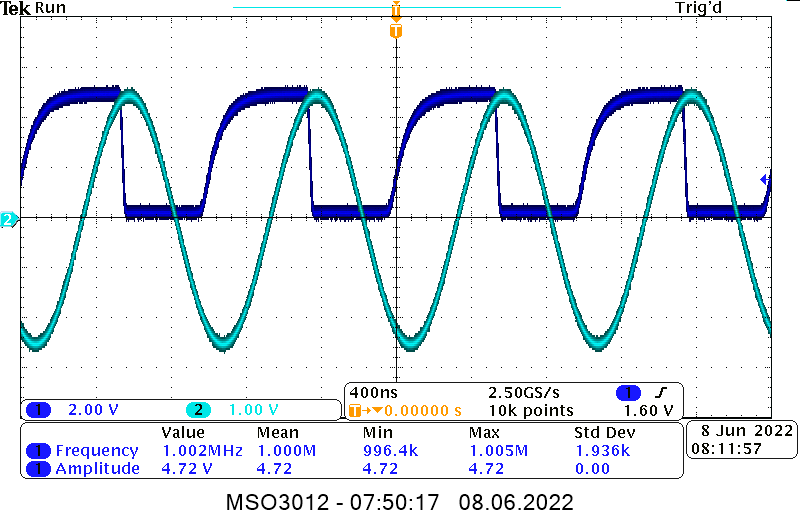 Tek Run Trig'd
T
T
2
1 2.00 V 2 1.00 V
400ns 2.50GS/s 1 ʃ
T→▼0.00000 s 10k points 1.60 V
Value Mean Min Max Std Dev
1 Frequency 1.002MHz 1.000M 996.4k 1.005M 1.936k
1 Amplitude 4.72 V 4.72 4.72 4.72 0.00
8 Jun 2022
08:11:57
MSO3012 - 07:50:17 08.06.2022